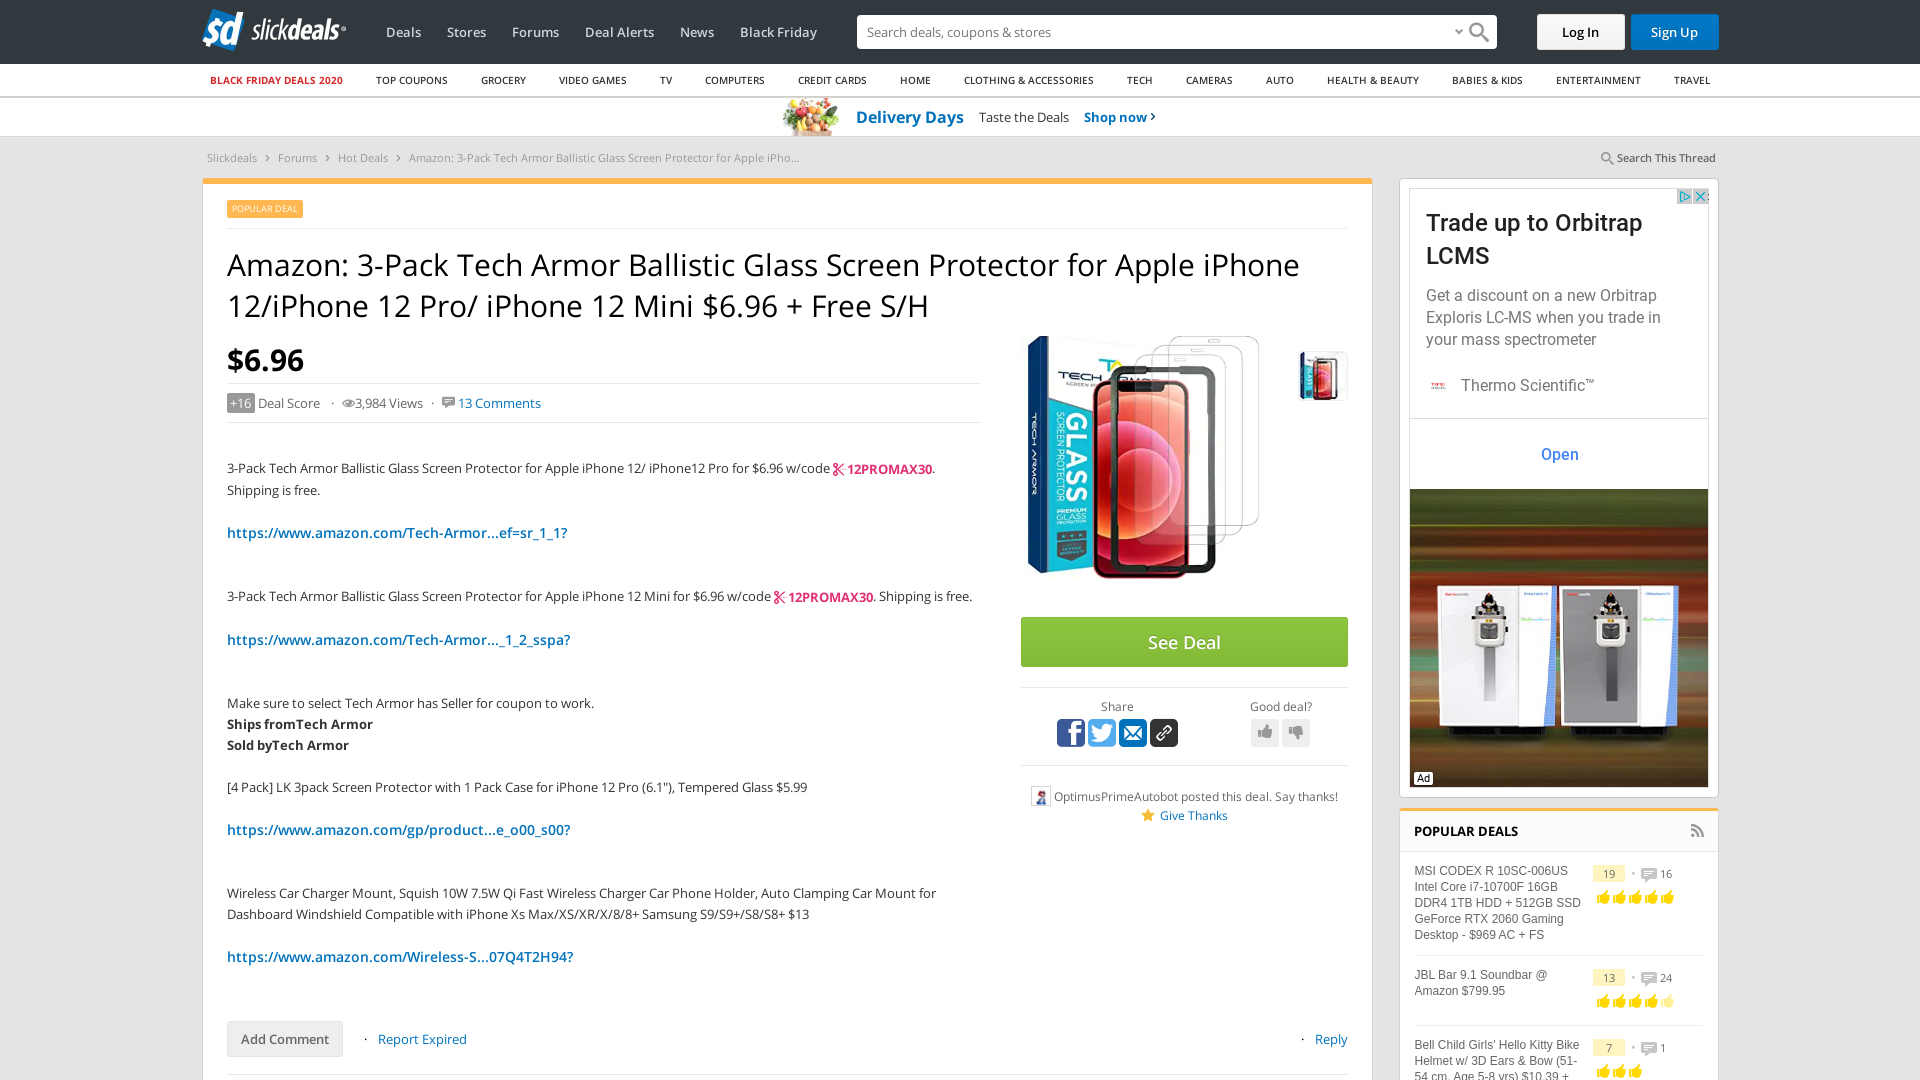 slickdeals
Deals Stores Forums Deal Alerts News Black Friday
Search deals, coupons & stores
Log In
Sign Up
BLACK FRIDAY DEALS 2020 TOP COUPONS GROCERY VIDEO GAMES TV COMPUTERS CREDIT CARDS HOME CLOTHING & ACCESSORIES TECH CAMERAS AUTO HEALTH & BEAUTY BABIES & KIDS ENTERTAINMENT TRAVEL
Delivery Days Taste the Deals Shop now
Slickdeals > Forums > Hot Deals > Amazon: 3-Pack Tech Armor Ballistic Glass Screen Protector for Apple iPho...
Search This Thread
POPULAR DEAL
Amazon: 3-Pack Tech Armor Ballistic Glass Screen Protector for Apple iPhone
12/iPhone 12 Pro/ iPhone 12 Mini $6.96 + Free S/H
$6.96
+16 Deal Score · 3,984 Views · 13 Comments
3-Pack Tech Armor Ballistic Glass Screen Protector for Apple iPhone 12/ iPhone12 Pro for $6.96 w/code 12PROMAX30.
Shipping is free.
https://www.amazon.com/Tech-Armor...ef=sr_1_1?
3-Pack Tech Armor Ballistic Glass Screen Protector for Apple iPhone 12 Mini for $6.96 w/code 12PROMAX30. Shipping is free.
https://www.amazon.com/Tech-Armor..._1_2_sspa?
Make sure to select Tech Armor has Seller for coupon to work.
Ships fromTech Armor
Sold byTech Armor
[4 Pack] LK 3pack Screen Protector with 1 Pack Case for iPhone 12 Pro (6.1"), Tempered Glass $5.99
https://www.amazon.com/gp/product...e_o00_s00?
Wireless Car Charger Mount, Squish 10W 7.5W Qi Fast Wireless Charger Car Phone Holder, Auto Clamping Car Mount for
Dashboard Windshield Compatible with iPhone Xs Max/XS/XR/X/8/8+ Samsung S9/S9+/S8/S8+ $13
https://www.amazon.com/Wireless-S...07Q4T2H94?
Add Comment · Report Expired
· Reply
TECH ARMOR
GLASS
SCREEN PROTECTOR
PREMIUM
GLASS
PROTECTION
See Deal
Share
Good deal?
OptimusPrimeAutobot posted this deal. Say thanks!
Give Thanks
Trade up to Orbitrap
LCMS
Get a discount on a new Orbitrap
Exploris LC-MS when you trade in
your mass spectrometer
Thermo Scientific™
Open
Ad
POPULAR DEALS
MSI CODEX R 10SC-006US
Intel Core i7-10700F 16GB
DDR4 1TB HDD + 512GB SSD
GeForce RTX 2060 Gaming
Desktop - $969 AC + FS
19 • 16
JBL Bar 9.1 Soundbar @
Amazon $799.95
13 • 24
Bell Child Girls' Hello Kitty Bike
Helmet w/ 3D Ears & Bow (51-
54 cm, Age 5-8 yrs) $10.39 +
7 • 1